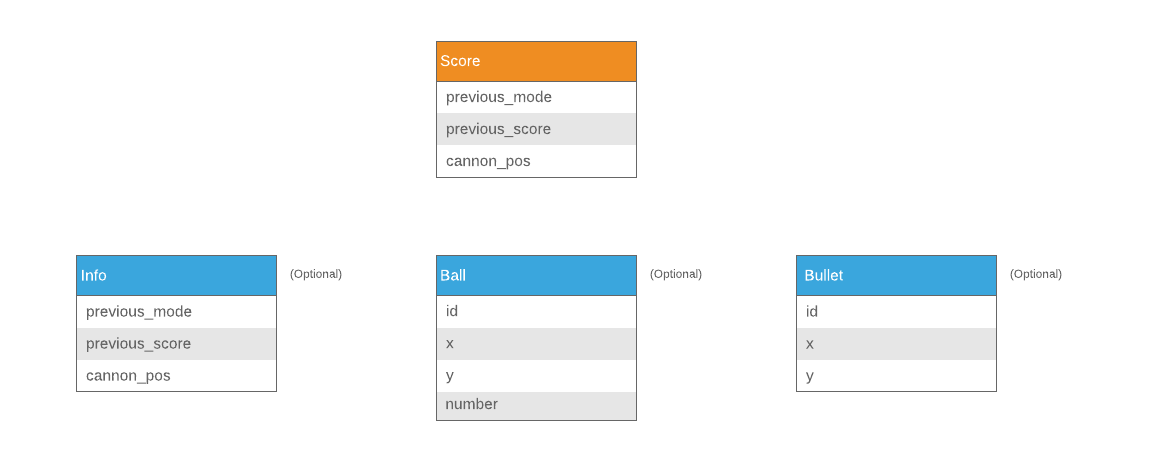 Score
previous_mode
previous_score
cannon_pos
Info
(Optional)
previous_mode
previous_score
cannon_pos
Ball
(Optional)
id
x
y
number
Bullet
(Optional)
id
x
y